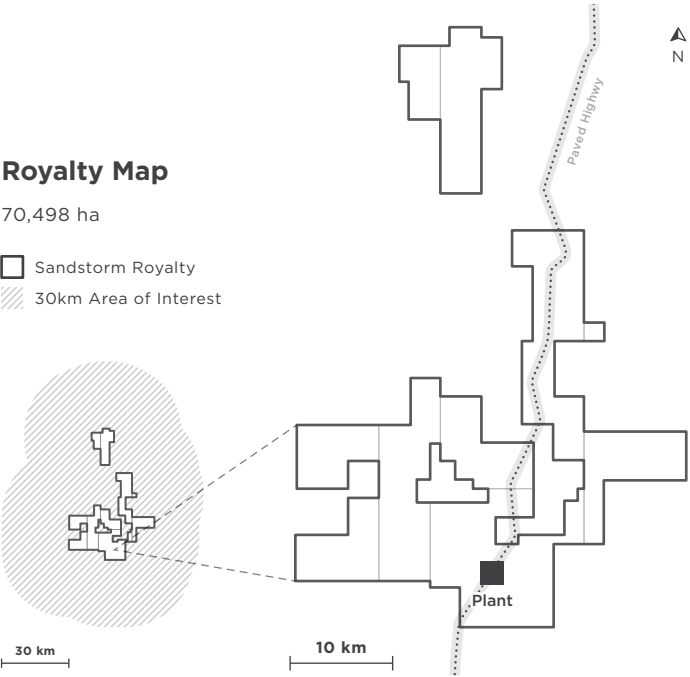 N
Paved Highwy
Royalty Map
70,498 ha
Sandstorm Royalty
30km Area of Interest
Plant
30 km
10 km